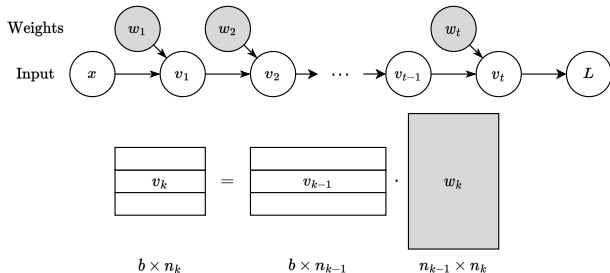 Weights w₁ w₂ wₜ
Input x v₁ v₂ ⋯ vₜ₋₁ vₜ L
vₖ = vₖ₋₁ · wₖ
b × nₖ b × nₖ₋₁ nₖ₋₁ × nₖ